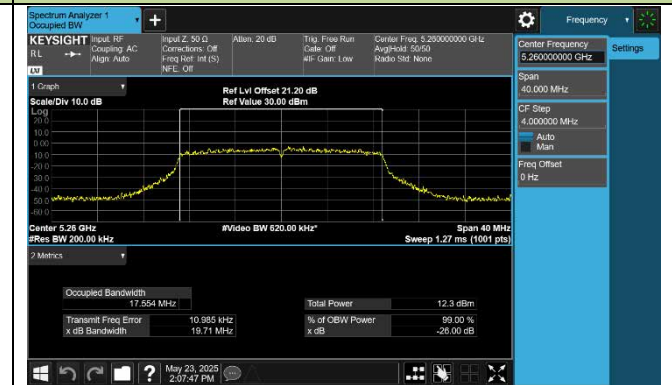 Spectrum Analyzer 1
Occupied BW
+
Frequency
KEYSIGHT Input: RF
RL Coupling: AC
Align: Auto
LXI
Input Z: 50 Ω
Corrections: Off
Freq Ref: Int (S)
NFE: Off
Atten: 20 dB
Trig: Free Run
Gate: Off
#IF Gain: Low
Center Freq: 5.260000000 GHz
Avg|Hold: 50/50
Radio Std: None
Center Frequency
5.260000000 GHz
Settings
Span
40.000 MHz
CF Step
4.000000 MHz
Auto
Man
Freq Offset
0 Hz
1 Graph
Scale/Div 10.0 dB
Ref Lvl Offset 21.20 dB
Ref Value 30.00 dBm
Log
20.0
10.0
0.00
-10.0
-20.0
-30.0
-40.0
-50.0
-60.0
Center 5.26 GHz
#Res BW 200.00 kHz
#Video BW 620.00 kHz*
Span 40 MHz
Sweep 1.27 ms (1001 pts)
2 Metrics
Occupied Bandwidth
17.554 MHz
Total Power 12.3 dBm
Transmit Freq Error 10.985 kHz
% of OBW Power 99.00 %
x dB Bandwidth 19.71 MHz
x dB -26.00 dB
?
May 23, 2025
2:07:47 PM